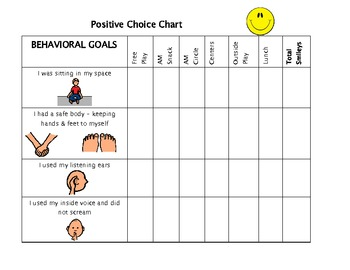 Positive Choice Chart
BEHAVIORAL GOALS
Free
Play
AM
Snack
AM
Circle
Centers
Outside
Play
Lunch
Total
Smileys
I was sitting in my space
I had a safe body - keeping
hands & feet to myself
I used my listening ears
I used my inside voice and did
not scream